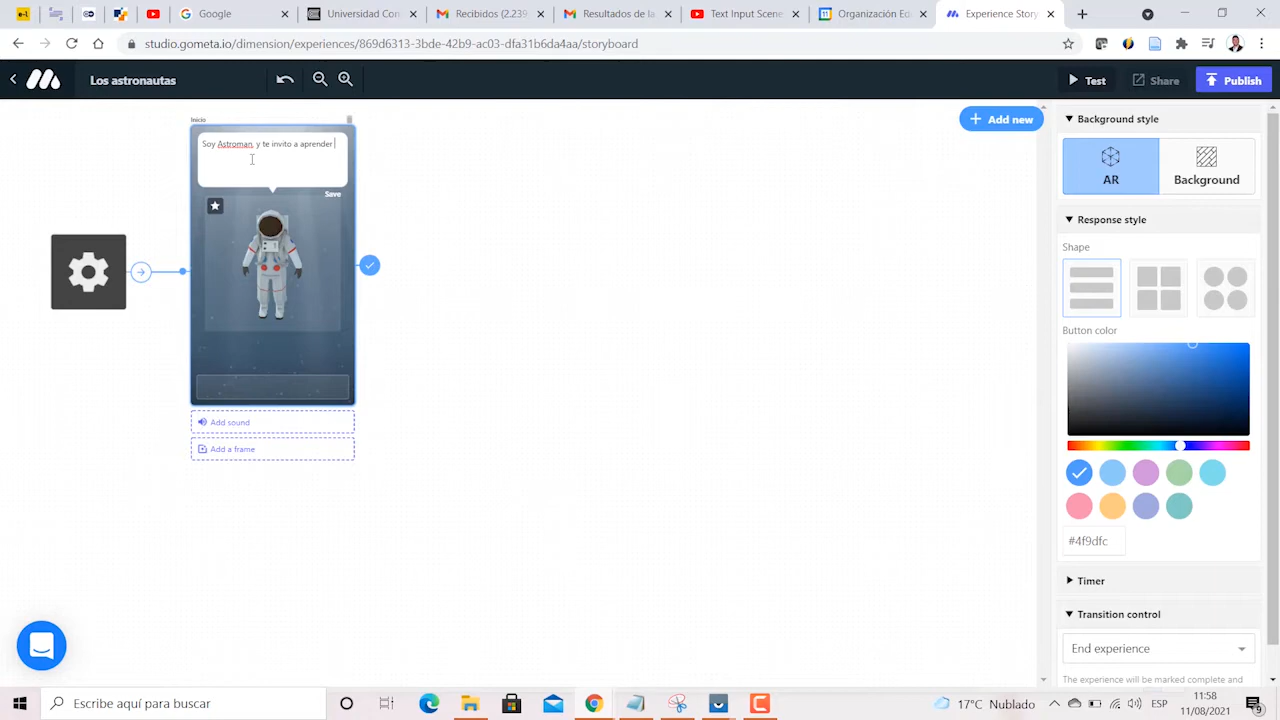 Google
Universidad Con
Recibidos (2.239
Resultados de la
Text Input Scene
Organización Ed
Experience Story
studio.gometa.io/dimension/experiences/869d6313-3bde-42b9-ac03-dfa31b6da4aa/storyboard
Los astronautas
Test
Share
Publish
Inicio
Soy Astroman, y te invito a aprender
Save
Add sound
Add a frame
Add new
Background style
AR
Background
Response style
Shape
Button color
#4f9dfc
Timer
Transition control
End experience
The experience will be marked complete and
Escribe aquí para buscar
17°C Nublado
ESP
11:58
11/08/2021
9